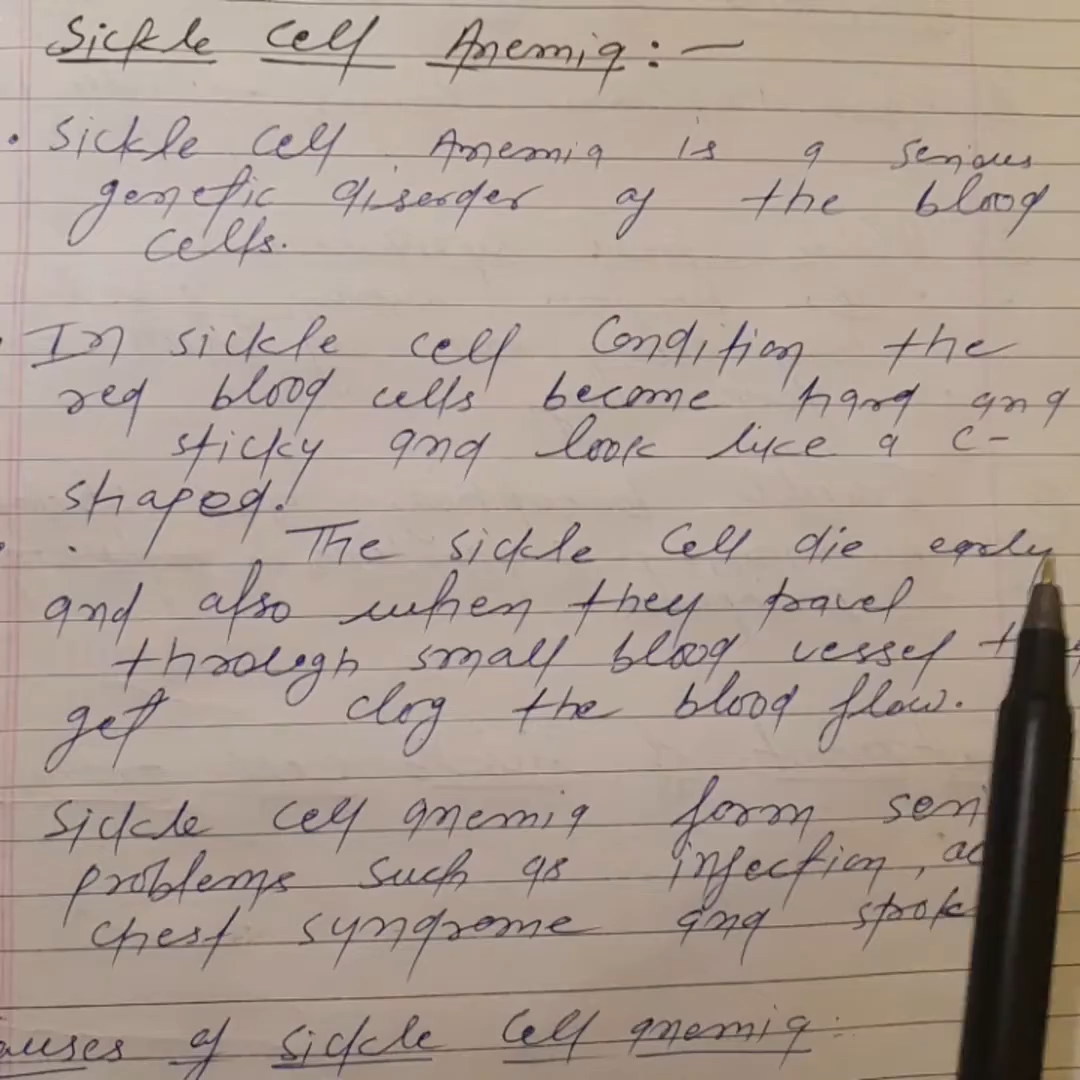 Sickle Cell Anemia:-
. Sickle cell Anemia is a serious
genetic disorder of the blood
cells.
In sickle cell Condition the
red blood cells become hard and
sticky and look like a C-
shaped.
The sickle Cell die early
and also when they travel
through small blood vessel
get clog the blood flow.
Sickle cell anemia form
problems such as infection,
chest syndrome and
of Sickle Cell anemia: